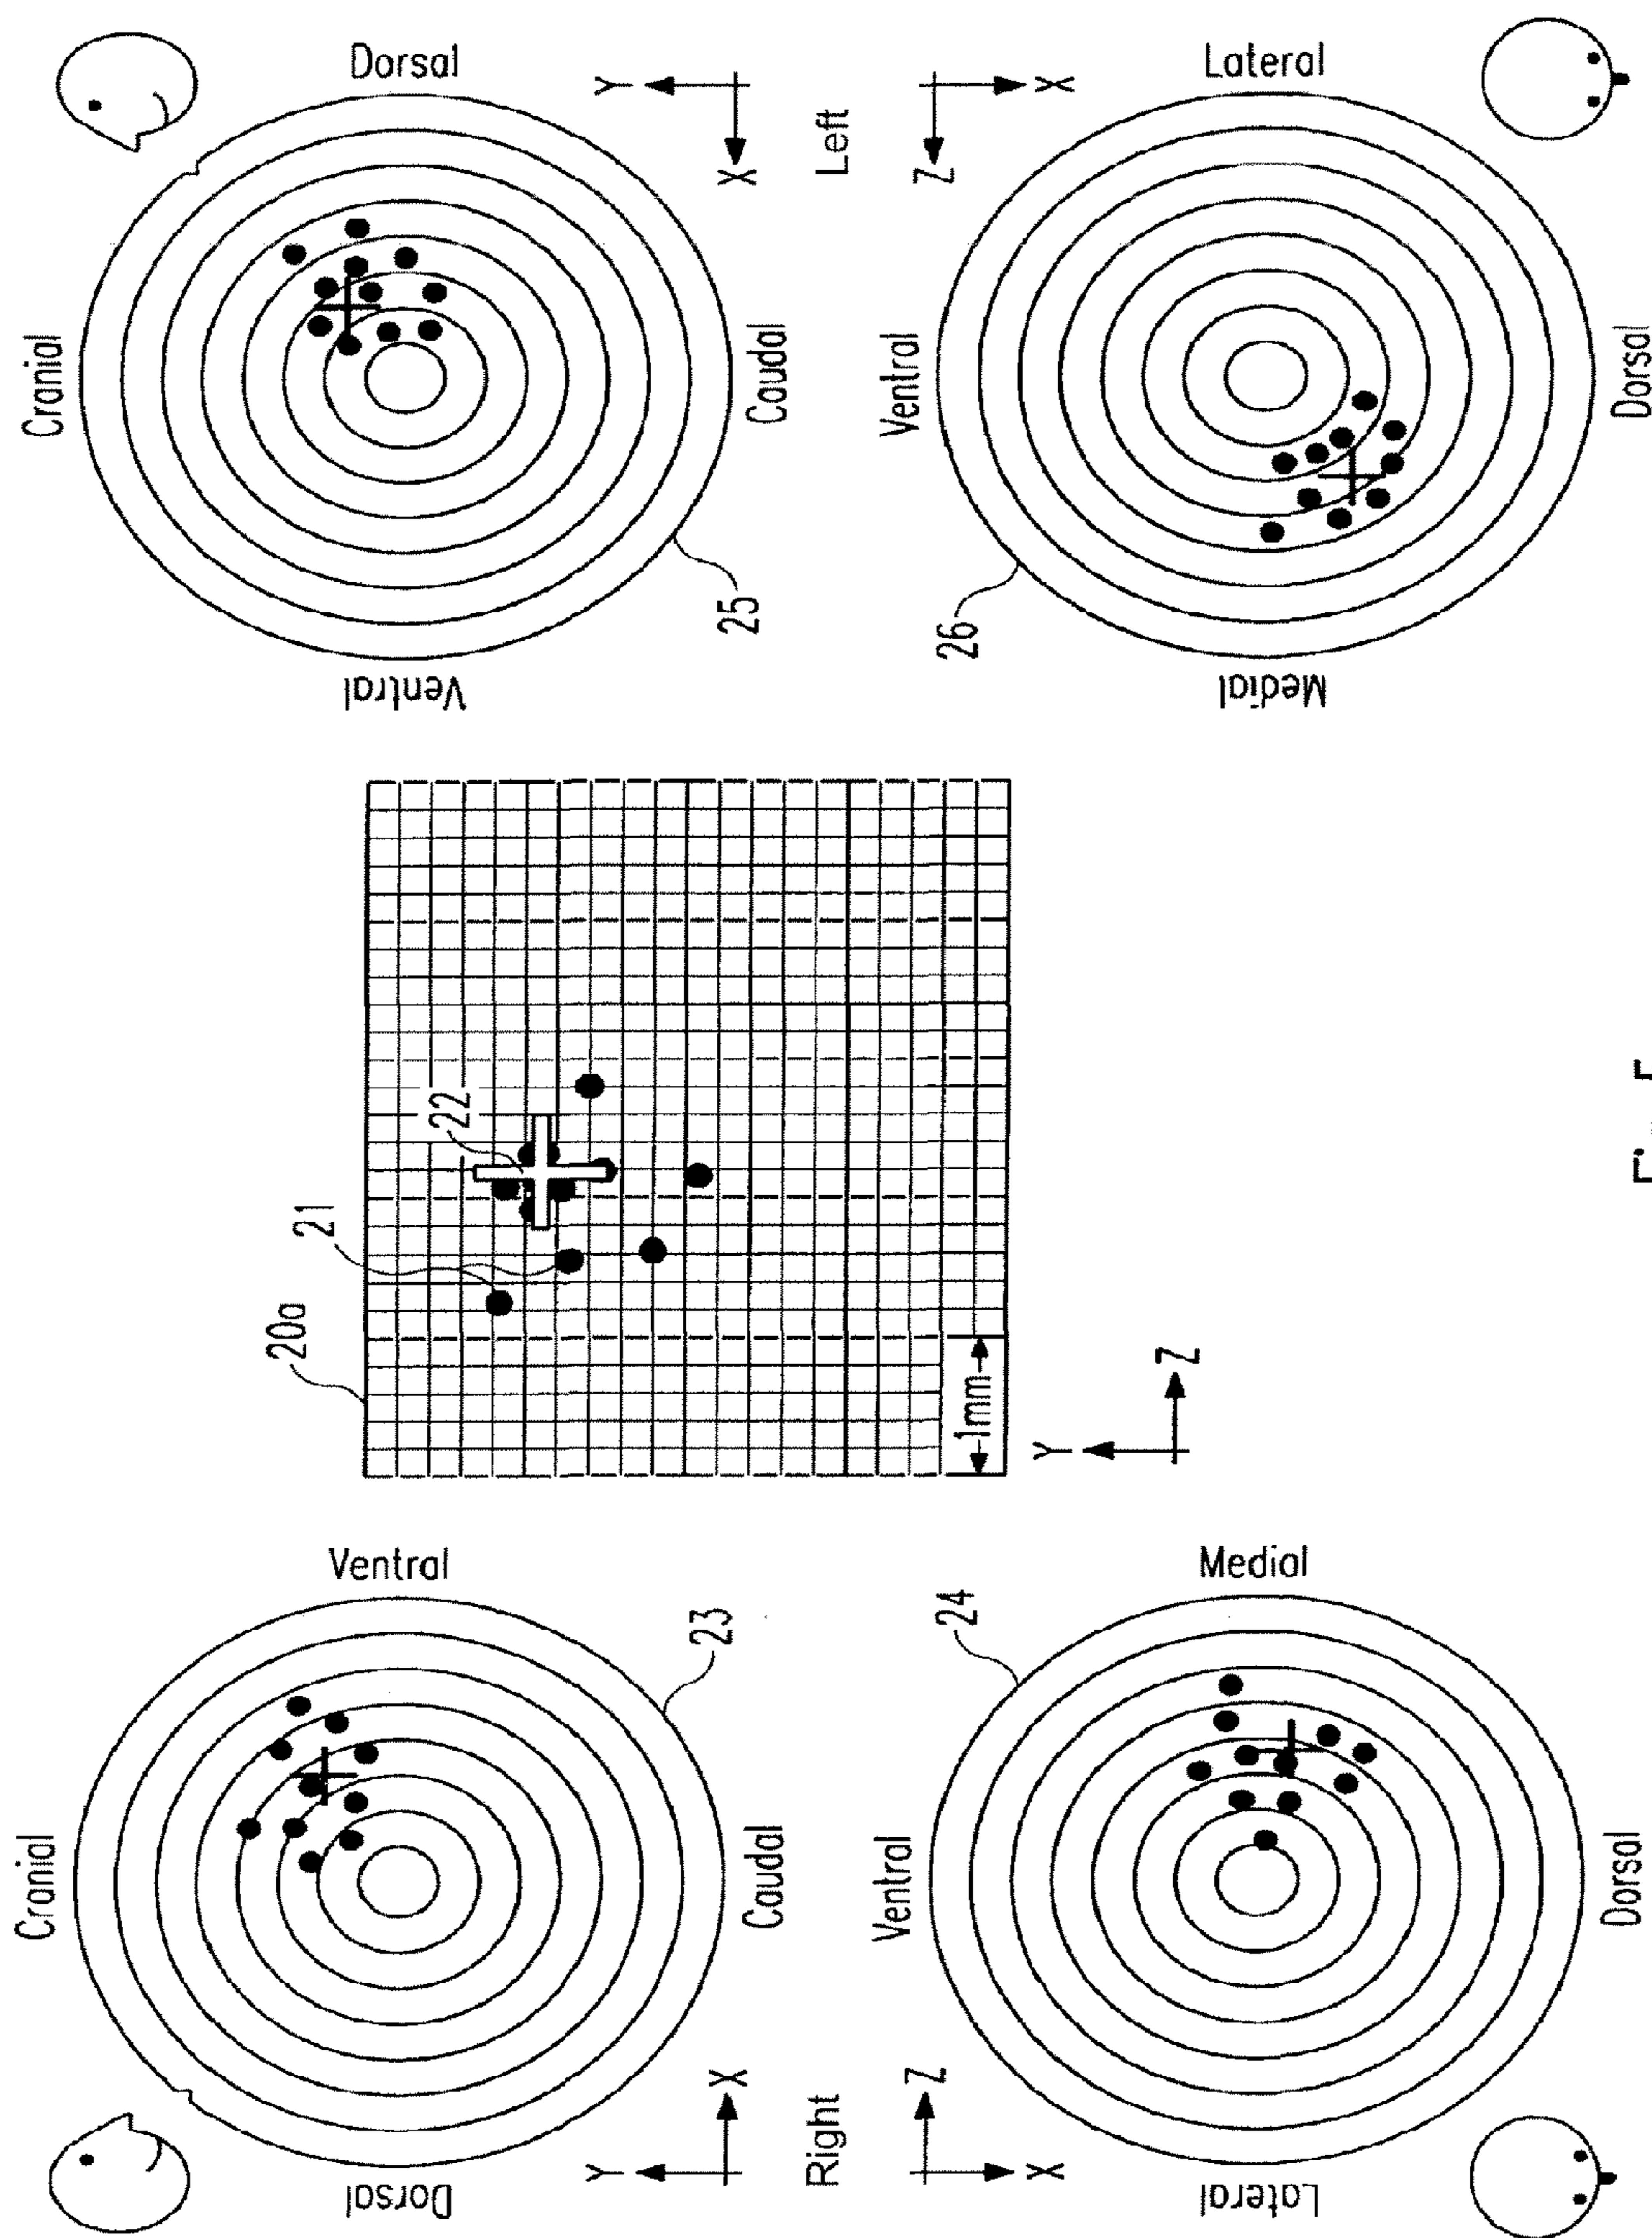 Cranial
Dorsal
Ventral
Caudal
23
Y
X
Right
Z
X
Ventral
24
Lateral
Medial
Dorsal
20a
21
22
1mm
Y
Z
Cranial
Ventral
Dorsal
Caudal
25
Y
X
Left
Z
X
Ventral
26
Medial
Lateral
Dorsal